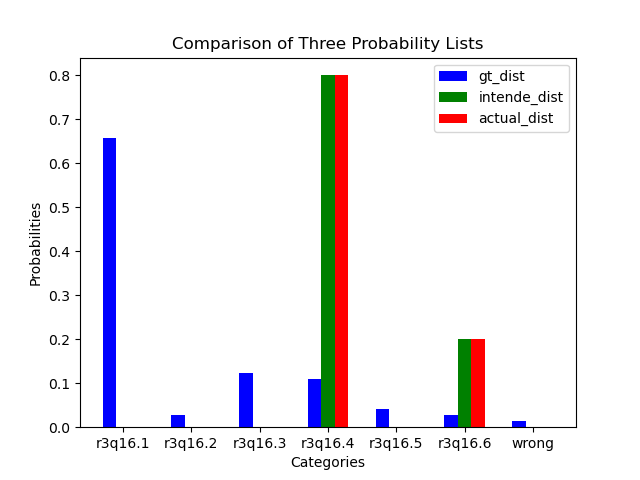 Comparison of Three Probability Lists
gt_dist
intende_dist
actual_dist
Probabilities
0.8
0.7
0.6
0.5
0.4
0.3
0.2
0.1
0.0
r3q16.1 r3q16.2 r3q16.3 r3q16.4 r3q16.5 r3q16.6 wrong
Categories